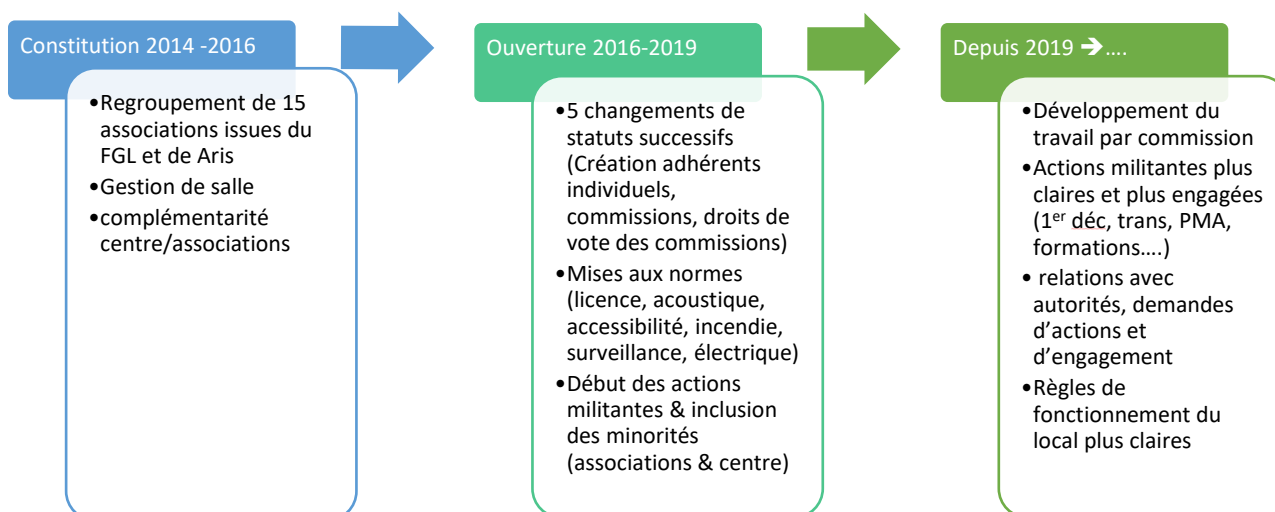 Constitution 2014 -2016
•Regroupement de 15
associations issues du
FGL et de Aris
•Gestion de salle
•complémentarité
centre/associations
Ouverture 2016-2019
•5 changements de
statuts successifs
(Création adhérents
individuels,
commissions, droits de
vote des commissions)
•Mises aux normes
(licence, acoustique,
accessibilité, incendie,
surveillance, électrique)
•Début des actions
militantes & inclusion
des minorités
(associations & centre)
Depuis 2019 ➔ ....
•Développement du
travail par commission
•Actions militantes plus
claires et plus engagées
(1er déc, trans, PMA,
formations....)
• relations avec
autorités, demandes
d'actions et
d'engagement
•Règles de
fonctionnement du
local plus claires